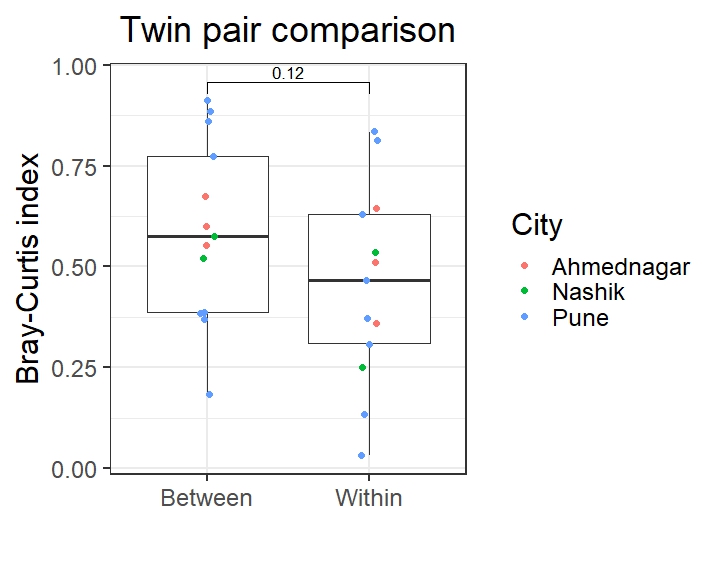 Twin pair comparison
0.12
1.00
0.75
0.50
0.25
0.00
Bray-Curtis index
Between
Within
City
Ahmednagar
Nashik
Pune